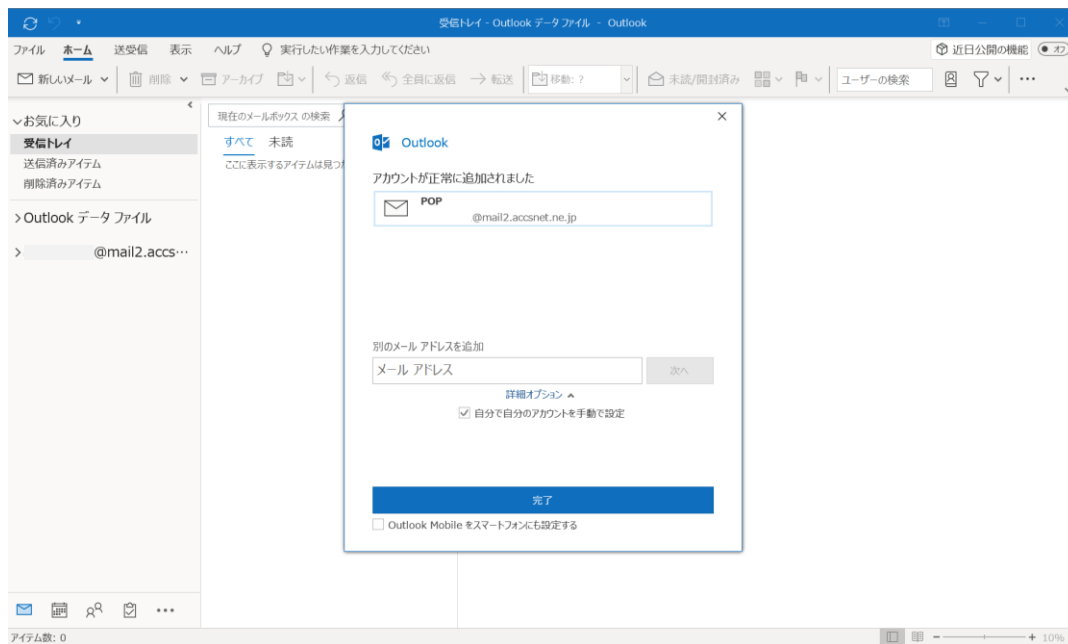 受信トレイ - Outlook データ ファイル - Outlook
ファイル ホーム 送受信 表示 ヘルプ 実行したい作業を入力してください 近日公開の機能 オフ
新しいメール 削除 アーカイブ 返信 全員に返信 転送 移動: ? 未読/開封済み ユーザーの検索 ...
お気に入り
受信トレイ
送信済みアイテム
削除済みアイテム
Outlook データ ファイル
@mail2.accs…
現在のメールボックス の検索
すべて 未読
ここに表示するアイテムは見つ
Outlook
アカウントが正常に追加されました
POP
@mail2.accsnet.ne.jp
別のメール アドレスを追加
メール アドレス 次へ
詳細オプション
自分で自分のアカウントを手動で設定
完了
Outlook Mobile をスマートフォンにも設定する
アイテム数: 0 10%